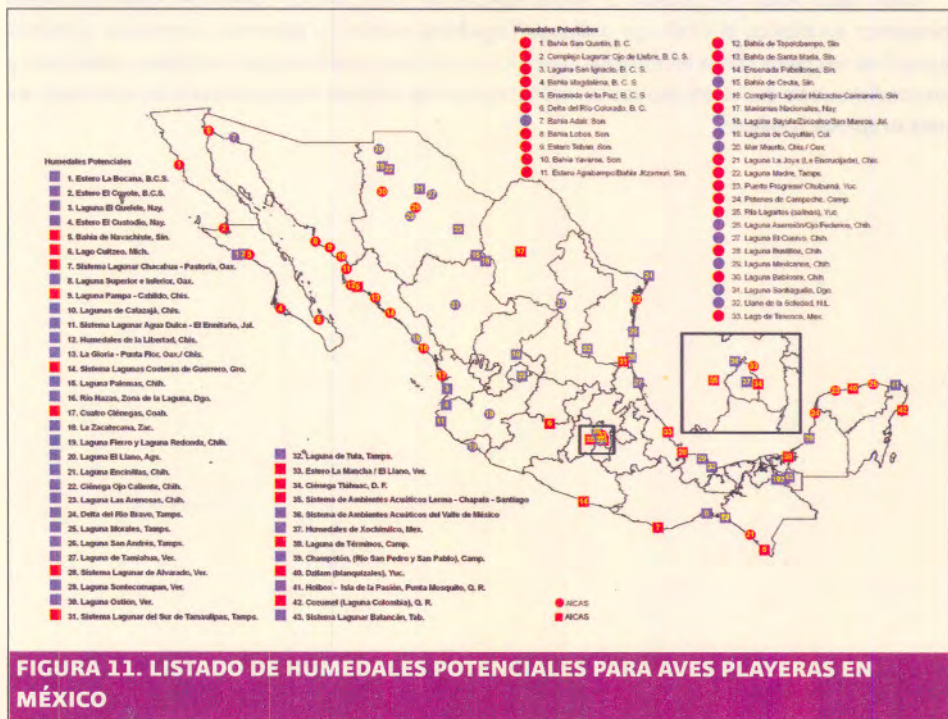 Humedales Prioritarios
1. Bahía San Quintín, B. C.
2. Complejo Lagunar Ojo de Liebre, B. C. S.
3. Laguna San Ignacio, B. C. S.
4. Bahía Magdalena, B. C. S.
5. Ensenada de la Paz, B. C. S.
6. Delta del Río Colorado, B. C.
7. Bahía Adair, Son.
8. Bahía Lobos, Son.
9. Estero Tobari, Son.
10. Bahía Yavaros, Son.
11. Estero Agiabampo/Bahía Jitzamuri, Sin.
12. Bahía de Topolobampo, Sin.
13. Bahía de Santa María, Sin.
14. Ensenada Pabellones, Sin.
15. Bahía de Ceuta, Sin.
16. Complejo Lagunar Huizache-Caimanero, Sin.
17. Marismas Nacionales, Nay.
18. Laguna Sayula/Zacoalco/San Marcos, Jal.
19. Laguna de Cuyutlán, Col.
20. Mar Muerto, Chis./ Oax.
21. Laguna La Joya (La Encrucijada), Chis.
22. Laguna Madre, Tamps.
23. Puerto Progreso/ Chuburná, Yuc.
24. Petenes de Campeche, Camp.
25. Ría Lagartos (salinas), Yuc.
26. Laguna Asensión/Ojo Federico, Chih.
27. Laguna El Cuervo, Chih.
28. Laguna Bustillos, Chih.
29. Laguna Mexicanos, Chih.
30. Laguna Babícora, Chih.
31. Laguna Santiaguillo, Dgo.
32. Llano de la Soledad, N.L.
33. Lago de Texcoco, Mex.
Humedales Potenciales
1. Estero La Bocana, B.C.S.
2. Estero El Coyote, B.C.S.
3. Laguna El Quelele, Nay.
4. Estero El Custodio, Nay.
5. Bahía de Navachiste, Sin.
6. Lago Cuitzeo, Mich.
7. Sistema Lagunar Chacahua - Pastoría, Oax.
8. Laguna Superior e Inferior, Oax.
9. Laguna Pampa - Cabildo, Chis.
10. Lagunas de Catazajá, Chis.
11. Sistema Lagunar Agua Dulce - El Ermitaño, Jal.
12. Humedales de la Libertad, Chis.
13. La Gloria - Punta Flor, Oax./ Chis.
14. Sistema Lagunas Costeras de Guerrero, Gro.
15. Laguna Palomas, Chih.
16. Río Nazas, Zona de la Laguna, Dgo.
17. Cuatro Ciénegas, Coah.
18. La Zacatecana, Zac.
19. Laguna Fierro y Laguna Redonda, Chih.
20. Laguna El Llano, Ags.
21. Laguna Encinillas, Chih.
22. Ciénega Ojo Caliente, Chih.
23. Laguna Las Arenosas, Chih.
24. Delta del Río Bravo, Tamps.
25. Laguna Morales, Tamps.
26. Laguna San Andrés, Tamps.
27. Laguna de Tamiahua, Ver.
28. Sistema Lagunar de Alvarado, Ver.
29. Laguna Sontecomapan, Ver.
30. Laguna Ostión, Ver.
31. Sistema Lagunar del Sur de Tamaulipas, Tamps.
32. Laguna de Tula, Tamps.
33. Estero La Mancha / El Llano, Ver.
34. Ciénega Tláhuac, D. F.
35. Sistema de Ambientes Acuáticos Lerma - Chapala - Santiago
36. Sistema de Ambientes Acuáticos del Valle de México
37. Humedales de Xochimilco, Mex.
38. Laguna de Términos, Camp.
39. Champotón, (Río San Pedro y San Pablo), Camp.
40. Dzilam (blanquizales), Yuc.
41. Holbox - Isla de la Pasión, Punta Mosquito, Q. R.
42. Cozumel (Laguna Colombia), Q. R.
43. Sistema Lagunar Balancán, Tab.
AICAS
AICAS
FIGURA 11. LISTADO DE HUMEDALES POTENCIALES PARA AVES PLAYERAS EN
MÉXICO